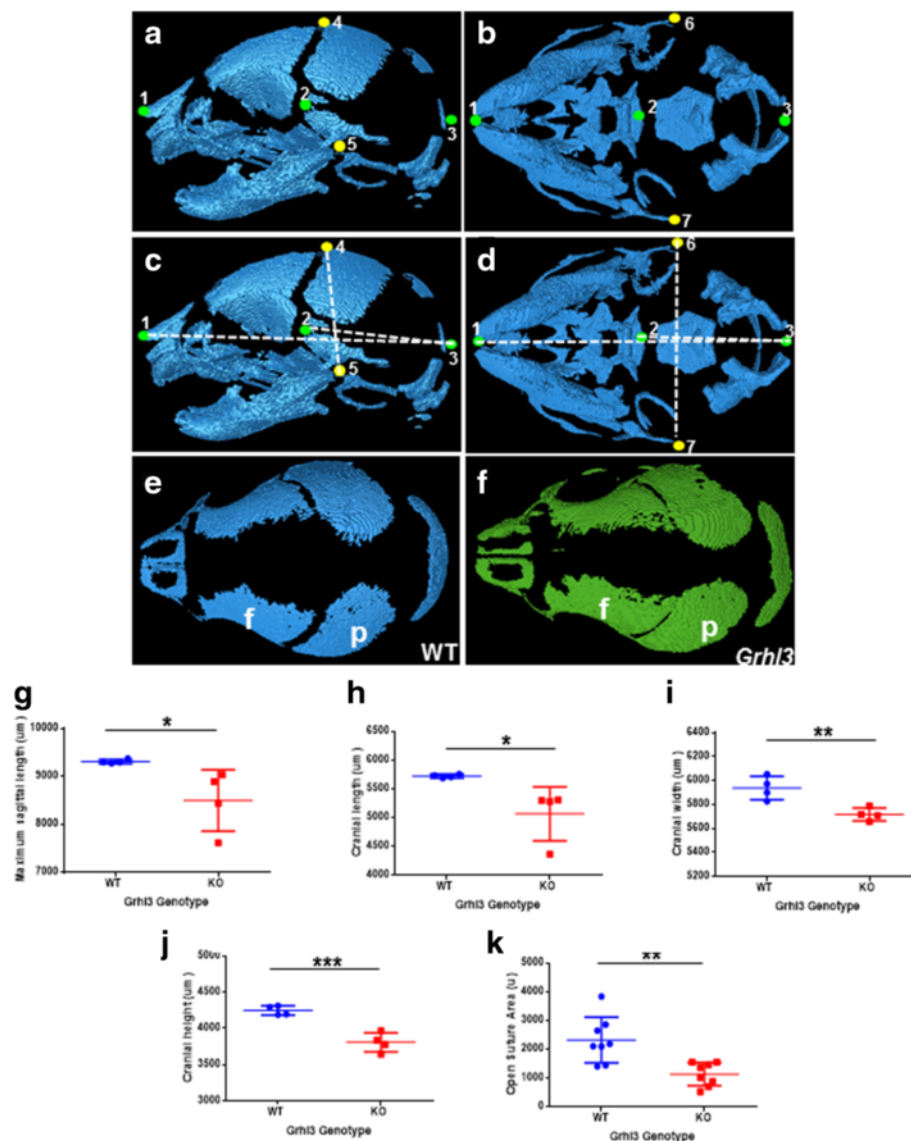 a
4
1
2
3
5
b
6
1
2
3
7
c
4
1
2
3
5
d
6
1
2
3
7
e
f
p
WT
f
f
p
Grhl3
g
*
10000
9000
8000
7000
Maximum sagittal length (um)
WT KO
Grhl3 Genotype
h
*
6500
6000
5500
5000
4500
4000
Cranial length (um)
WT KO
Grhl3 Genotype
i
**
6400
6200
6000
5800
5600
5400
5200
Cranial width (um)
WT KO
Grhl3 Genotype
j
***
5000
4500
4000
3500
3000
Cranial height (um)
WT KO
Grhl3 Genotype
k
**
5000
4000
3000
2000
1000
0
Open Suture Area (u)
WT KO
Grhl3 Genotype